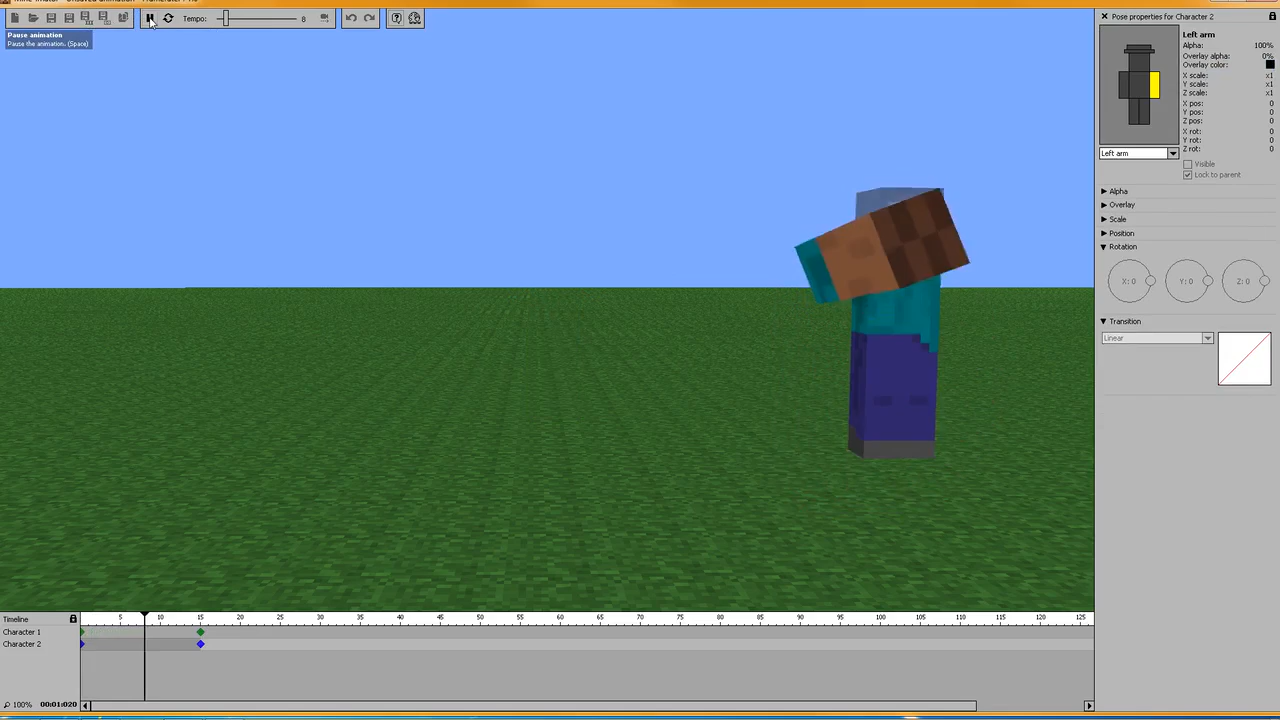 Tempo: 8
Pause animation
Pause the animation. (Space)
Pose properties for Character 2
Left arm
Alpha: 100%
Overlay alpha: 0%
Overlay color:
X scale: x1
Y scale: x1
Z scale: x1
X pos: 0
Y pos: 0
Z pos: 0
X rot: 0
Y rot: 0
Z rot: 0
Left arm
Visible
Lock to parent
Alpha
Overlay
Scale
Position
Rotation
X: 0 Y: 0 Z: 0
Transition
Linear
Timeline 5 10 15 20 25 30 35 40 45 50 55 60 65 70 75 80 85 90 95 100 105 110 115 120 125
Character 1
Character 2
100% 00:01:020